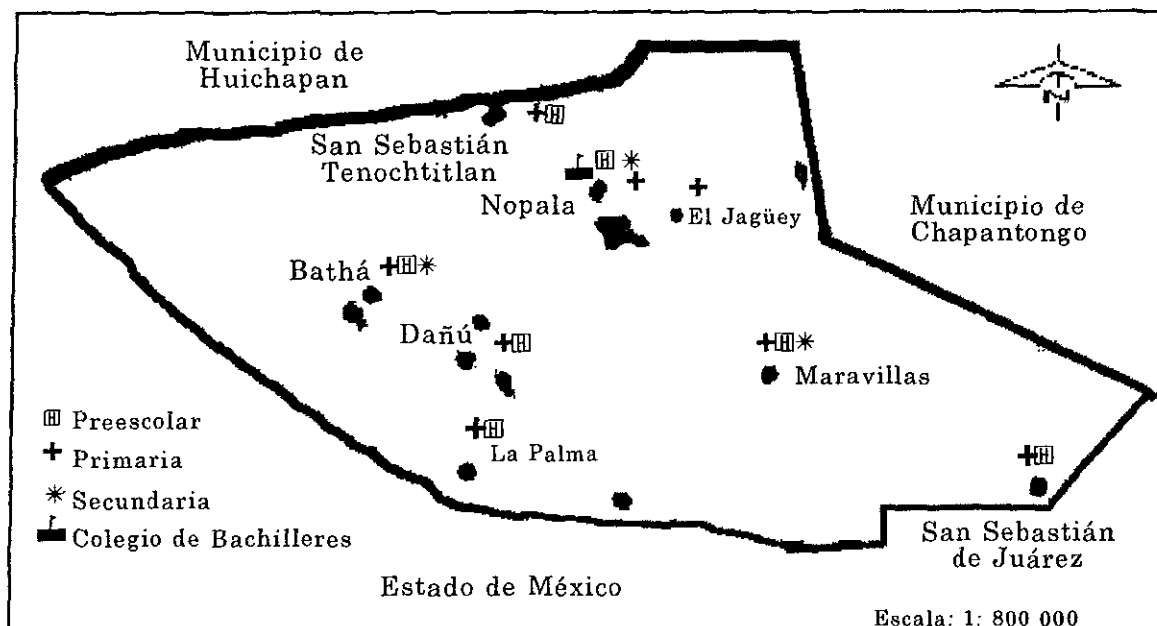 Municipio de
Huichapan
N
San Sebastián
Tenochtitlan
Nopala
El Jagüey
Municipio de
Chapantongo
Bathá
Dañú
Maravillas
H Preescolar
Primaria
La Palma
Secundaria
Colegio de Bachilleres
San Sebastián
de Juárez
Estado de México
Escala: 1: 800 000